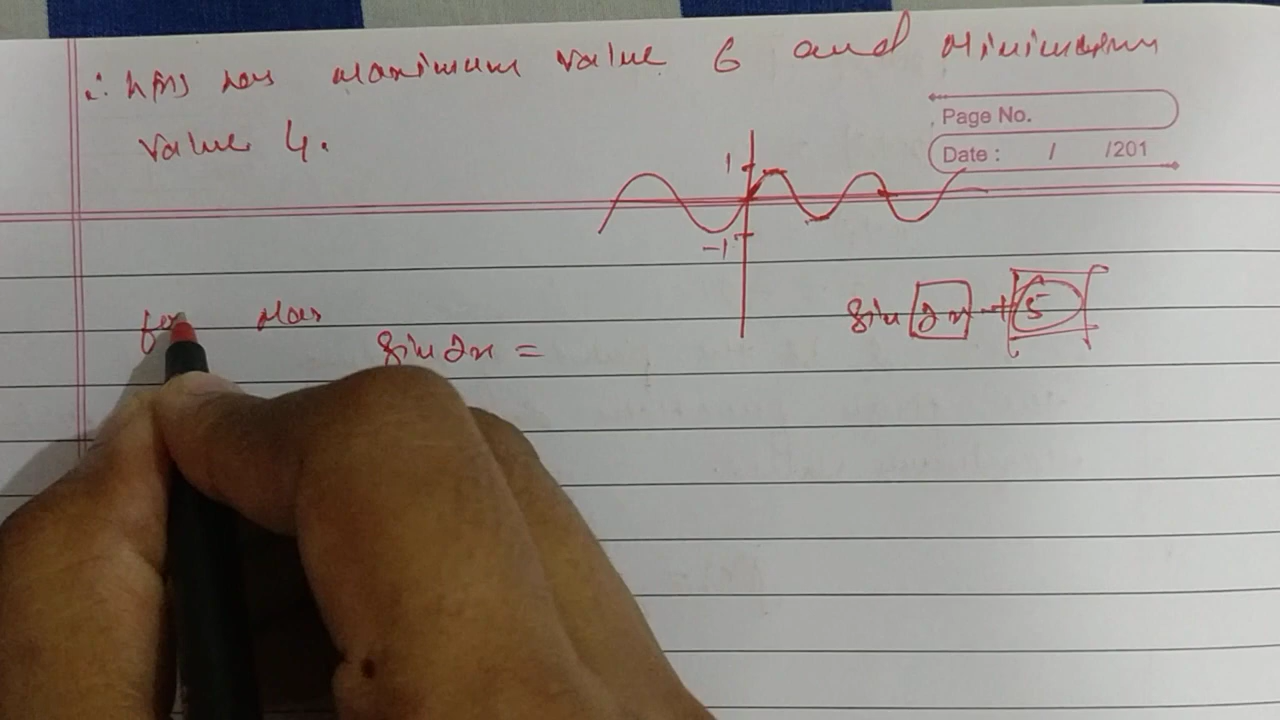 ∴ h(x) has maximum value 6 and Minimum
value 4.
Page No.
Date : / /201
1
-1
sin 2x + 5
for Max
sin 2x =